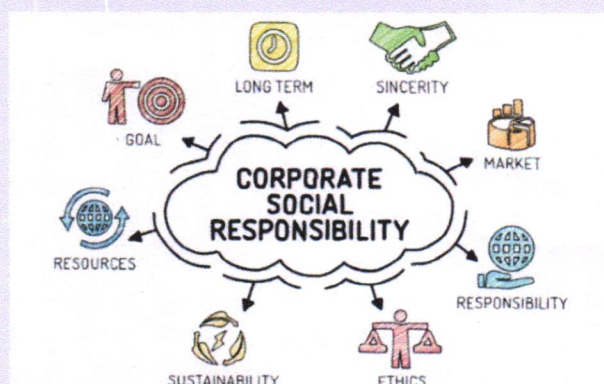 LONG TERM
SINCERITY
GOAL
MARKET
CORPORATE
SOCIAL
RESPONSIBILITY
RESOURCES
RESPONSIBILITY
SUSTAINABILITY
ETHICS